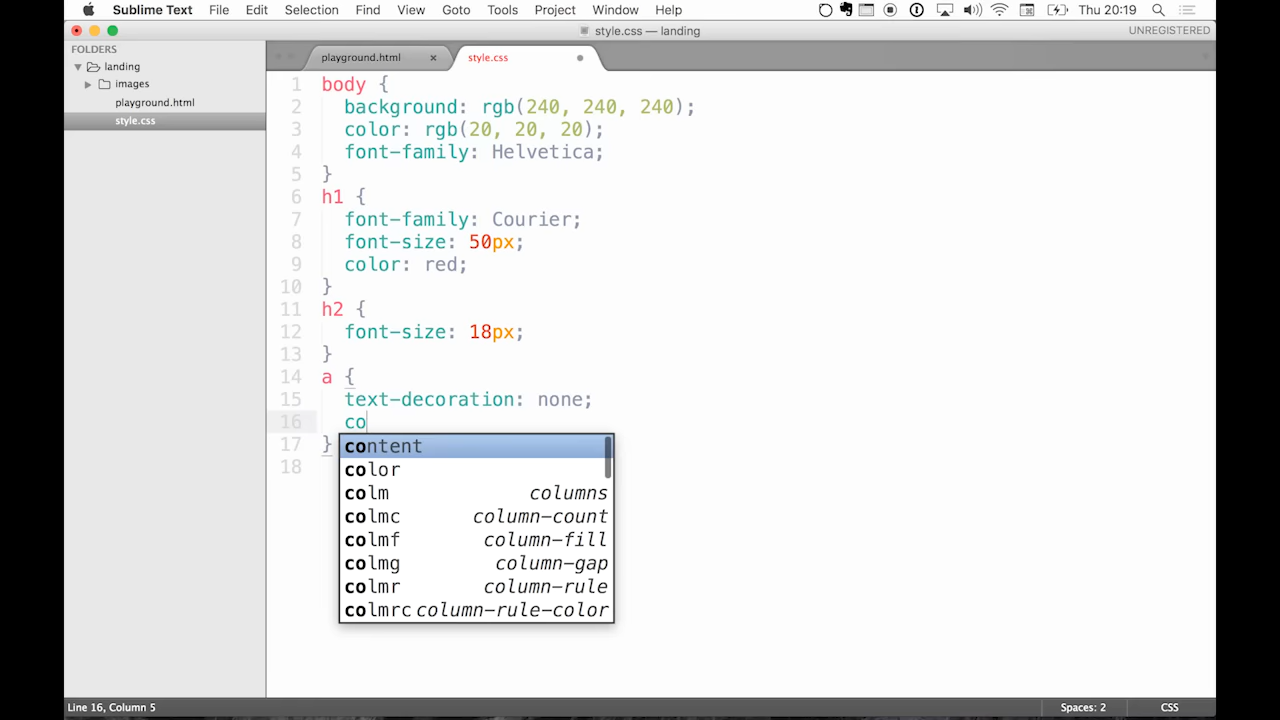 Sublime Text File Edit Selection Find View Goto Tools Project Window Help Thu 20:19
style.css — landing UNREGISTERED
FOLDERS
landing
images
playground.html
style.css
playground.html × style.css
1 body {
2 background: rgb(240, 240, 240);
3 color: rgb(20, 20, 20);
4 font-family: Helvetica;
5 }
6 h1 {
7 font-family: Courier;
8 font-size: 50px;
9 color: red;
10 }
11 h2 {
12 font-size: 18px;
13 }
14 a {
15 text-decoration: none;
16 co
17 }
18
content
color
colm columns
colmc column-count
colmf column-fill
colmg column-gap
colmr column-rule
colmrc column-rule-color
Line 16, Column 5 Spaces: 2 CSS